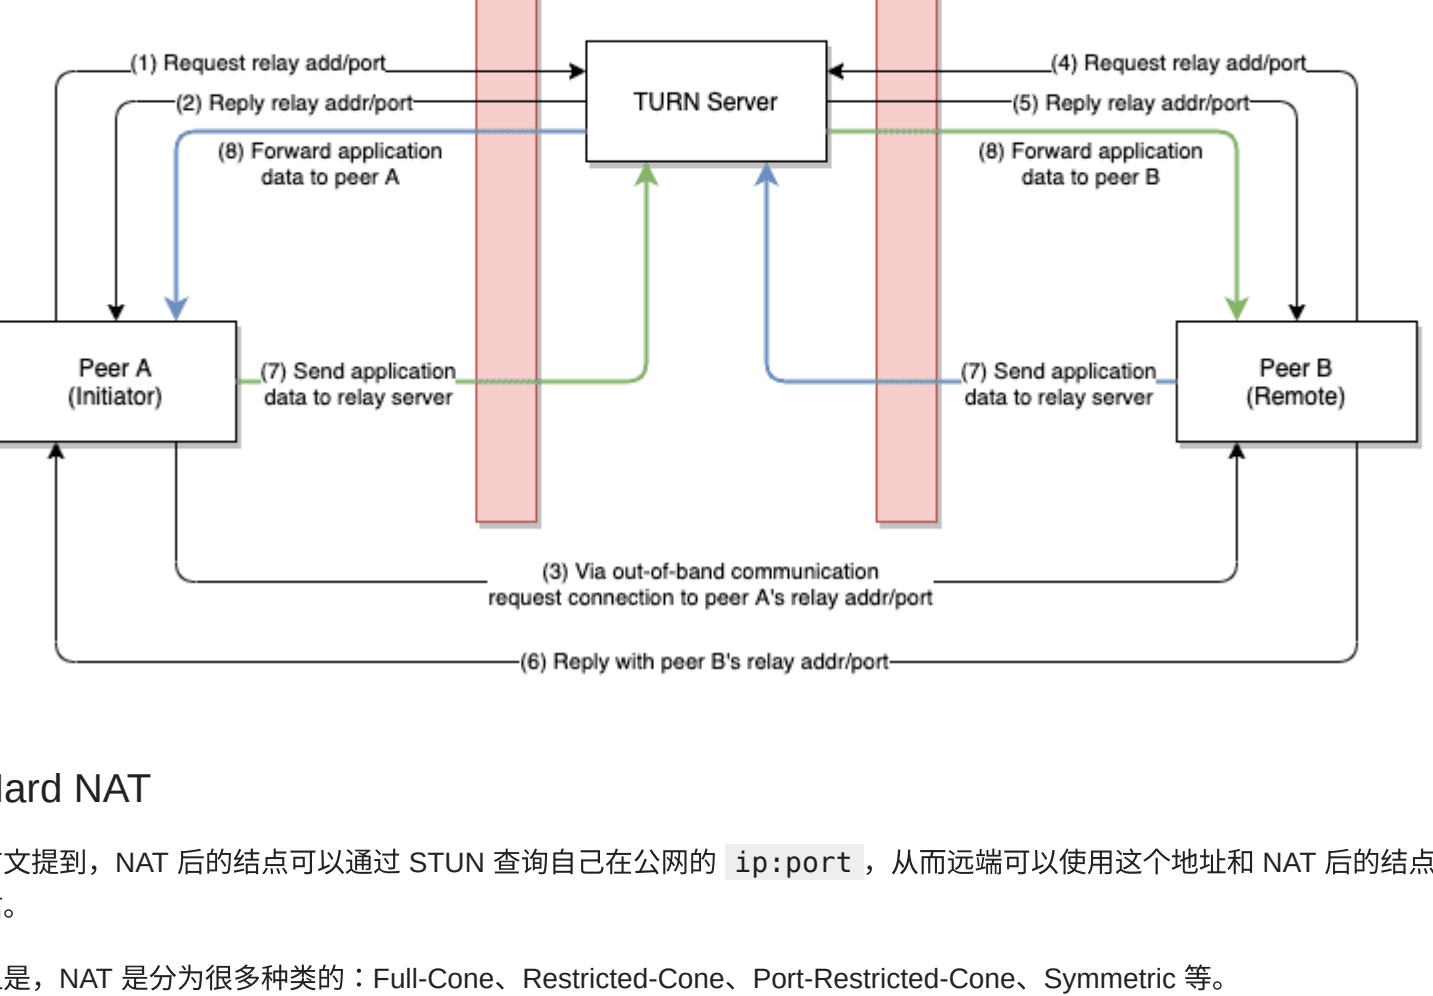 (1) Request relay add/port
(4) Request relay add/port
(2) Reply relay addr/port
TURN Server
(5) Reply relay addr/port
(8) Forward application
data to peer A
(8) Forward application
data to peer B
Peer A
(Initiator)
(7) Send application
data to relay server
(7) Send application
data to relay server
Peer B
(Remote)
(3) Via out-of-band communication
request connection to peer A's relay addr/port
(6) Reply with peer B's relay addr/port
ard NAT
文提到，NAT 后的结点可以通过 STUN 查询自己在公网的 ip:port，从而远端可以使用这个地址和 NAT 后的结点
。
是，NAT 是分为很多种类的：Full-Cone、Restricted-Cone、Port-Restricted-Cone、Symmetric 等。